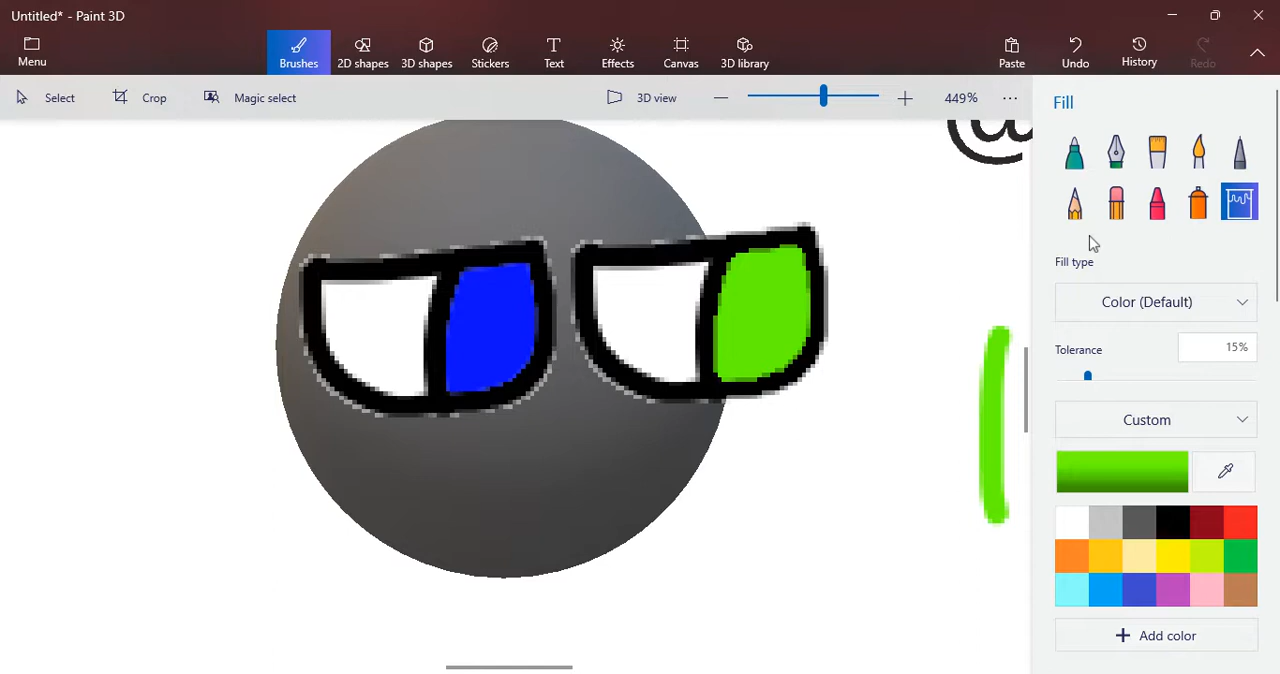 Untitled* - Paint 3D
Menu
Brushes
2D shapes
3D shapes
Stickers
Text
Effects
Canvas
3D library
Paste
Undo
History
Redo
Select
Crop
Magic select
3D view
449%
Fill
@
Fill type
Color (Default)
Tolerance
15%
Custom
Add color